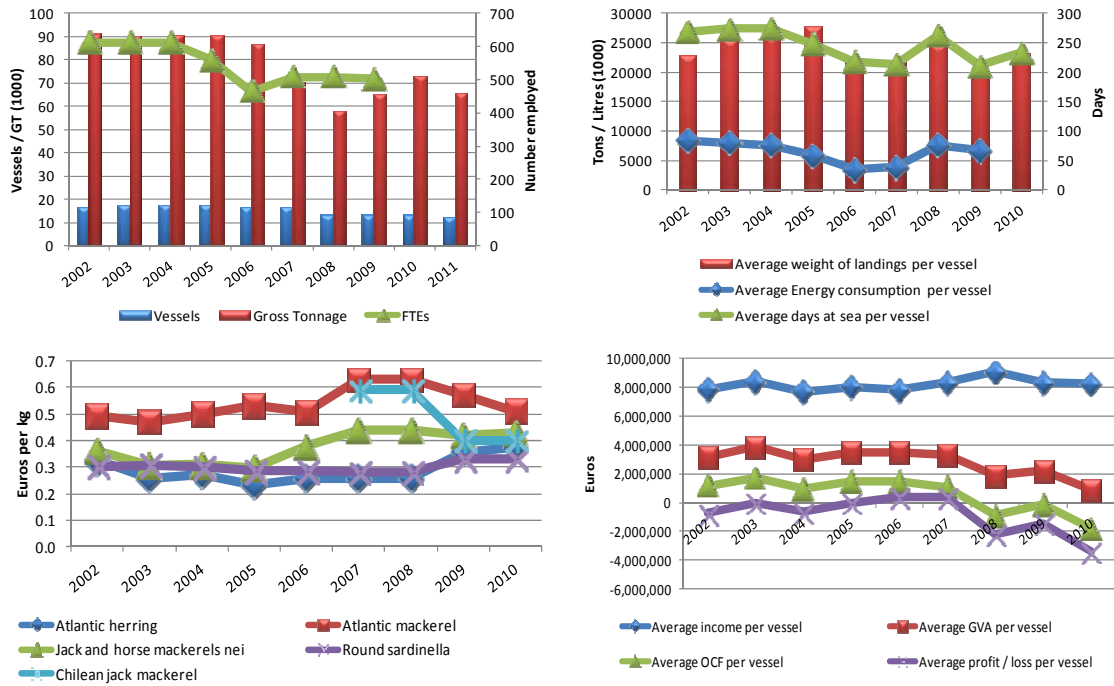 Vessels / GT (1000)
100
90
80
70
60
50
40
30
20
10
0
700
600
500
400
300
200
100
0
Number employed
2002 2003 2004 2005 2006 2007 2008 2009 2010 2011
Vessels Gross Tonnage FTEs
Tons / Litres (1000)
30000
25000
20000
15000
10000
5000
0
300
250
200
150
100
50
0
Days
2002 2003 2004 2005 2006 2007 2008 2009 2010
Average weight of landings per vessel
Average Energy consumption per vessel
Average days at sea per vessel
Euros per kg
0.7
0.6
0.5
0.4
0.3
0.2
0.1
0.0
2002 2003 2004 2005 2006 2007 2008 2009 2010
Atlantic herring Atlantic mackerel
Jack and horse mackerels nei Round sardinella
Chilean jack mackerel
Euros
10,000,000
8,000,000
6,000,000
4,000,000
2,000,000
0
-2,000,000
-4,000,000
-6,000,000
2002 2003 2004 2005 2006 2007 2008 2009 2010
Average income per vessel Average GVA per vessel
Average OCF per vessel Average profit / loss per vessel